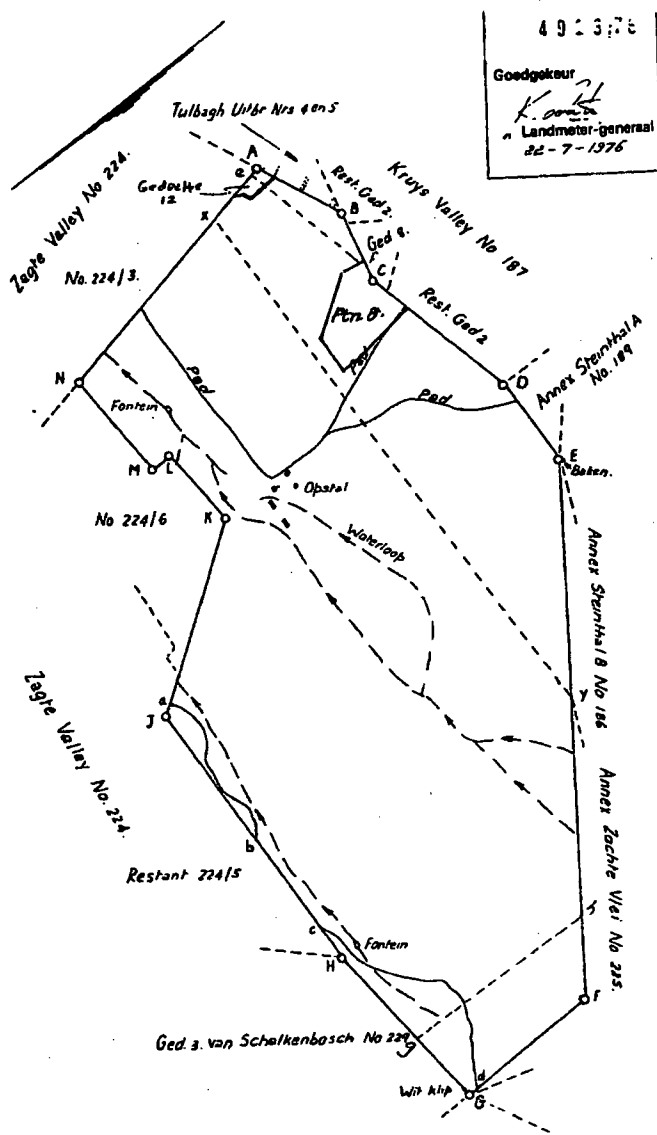 4923/76
Goedgekeur
n Landmeter-generaal
22-7-1976
Tulbagh Uitbr Nrs 4 en 5
A
e
Gedeelte
12
x
Zagte Valley No 224.
No. 224/3.
Rest. Ged 2.
B
Kruys Valley No 187
Ged 8.
f
C
Ptn 8.
Pad
Rest. Ged 2
Pad
Pad
D
Annex Steinthal A
No. 189
N
Fontein
M
L
E
Baken.
Opstal
No 224/6
K
Waterloop
Annex Steinthal B No 186
y
a
J
Zagte Valley No. 224.
b
Restant 224/5
Annex Zachte Vlei No 225.
h
c
Fontein
H
F
Ged. 3. van Schalkenbosch No 229
g
d
Wit Klip
G